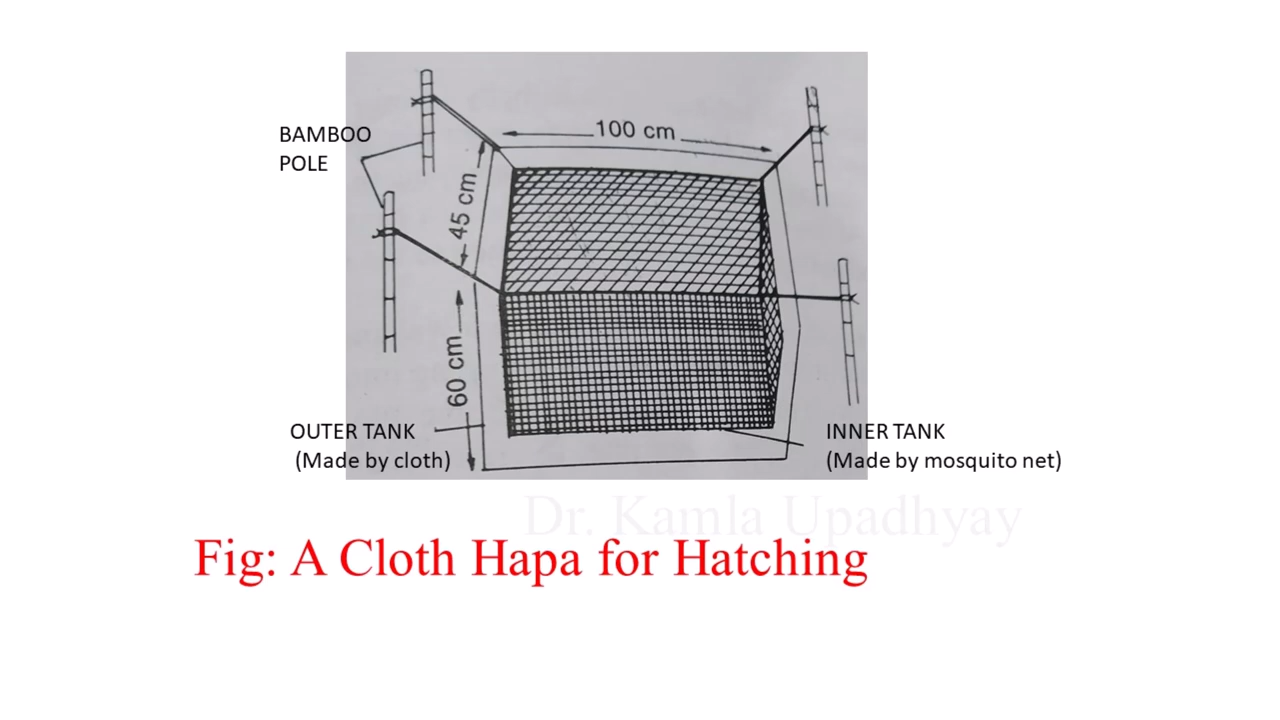 BAMBOO
POLE
100 cm
45 cm
60 cm
OUTER TANK
(Made by cloth)
INNER TANK
(Made by mosquito net)
Dr. Kamla Upadhyay
Fig: A Cloth Hapa for Hatching